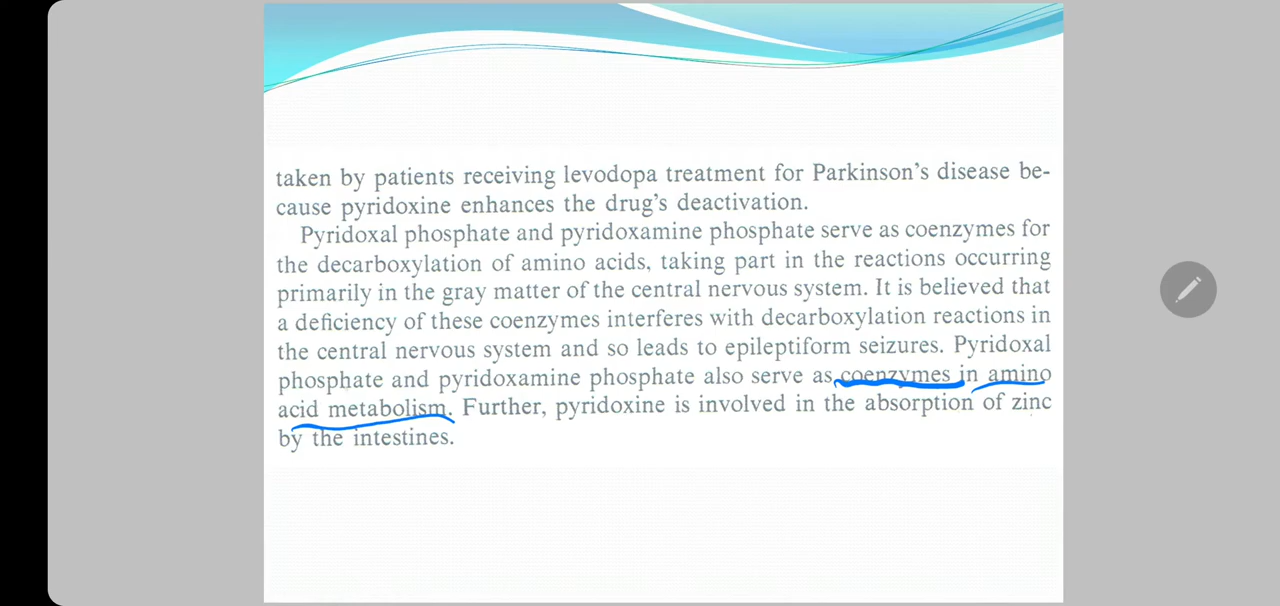 taken by patients receiving levodopa treatment for Parkinson's disease be-
cause pyridoxine enhances the drug's deactivation.
Pyridoxal phosphate and pyridoxamine phosphate serve as coenzymes for
the decarboxylation of amino acids, taking part in the reactions occurring
primarily in the gray matter of the central nervous system. It is believed that
a deficiency of these coenzymes interferes with decarboxylation reactions in
the central nervous system and so leads to epileptiform seizures. Pyridoxal
phosphate and pyridoxamine phosphate also serve as coenzymes in amino
acid metabolism. Further, pyridoxine is involved in the absorption of zinc
by the intestines.